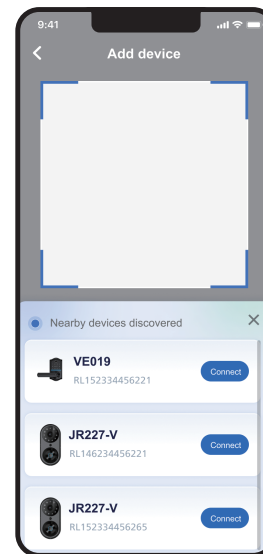 9:41
Add device
Nearby devices discovered
VE019
RL152334456221
Connect
JR227-V
RL146234456221
Connect
JR227-V
RL152334456265
Connect